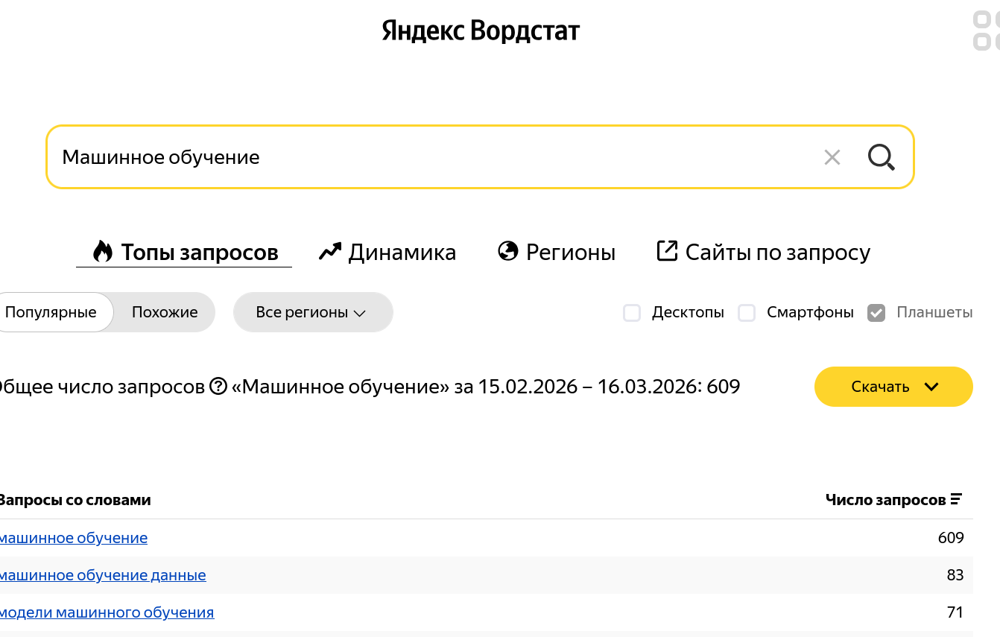 Яндекс Вордстат
Машинное обучение
Топы запросов Динамика Регионы Сайты по запросу
Популярные Похожие Все регионы Десктопы Смартфоны Планшеты
Общее число запросов ? «Машинное обучение» за 15.02.2026 – 16.03.2026: 609 Скачать
Запросы со словами Число запросов
машинное обучение 609
машинное обучение данные 83
модели машинного обучения 71